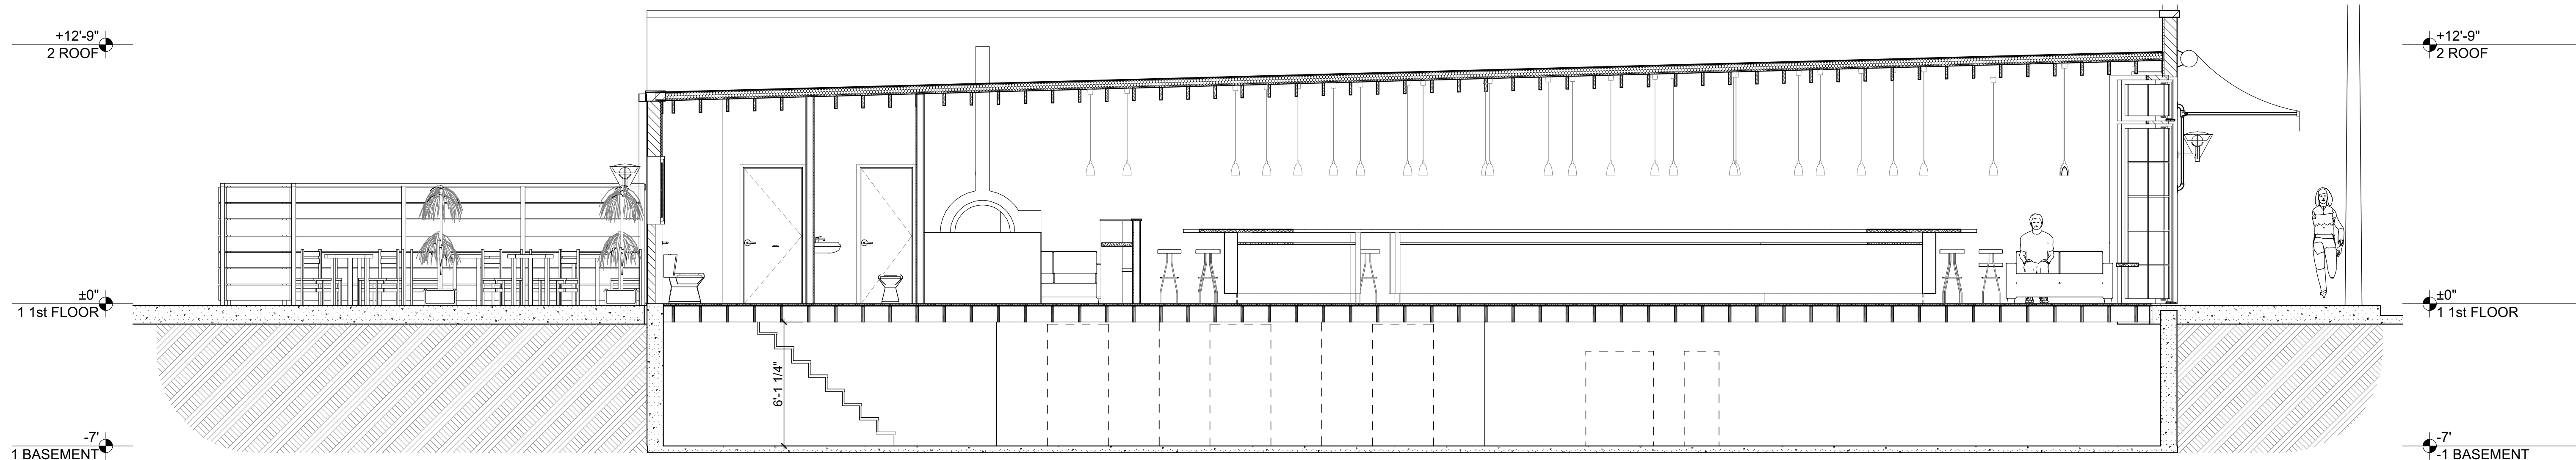 +12'-9"
2 ROOF
+12'-9"
2 ROOF
±0"
1 1st FLOOR
±0"
1 1st FLOOR
6'-1 1/4"
-7'
1 BASEMENT
-7'
-1 BASEMENT